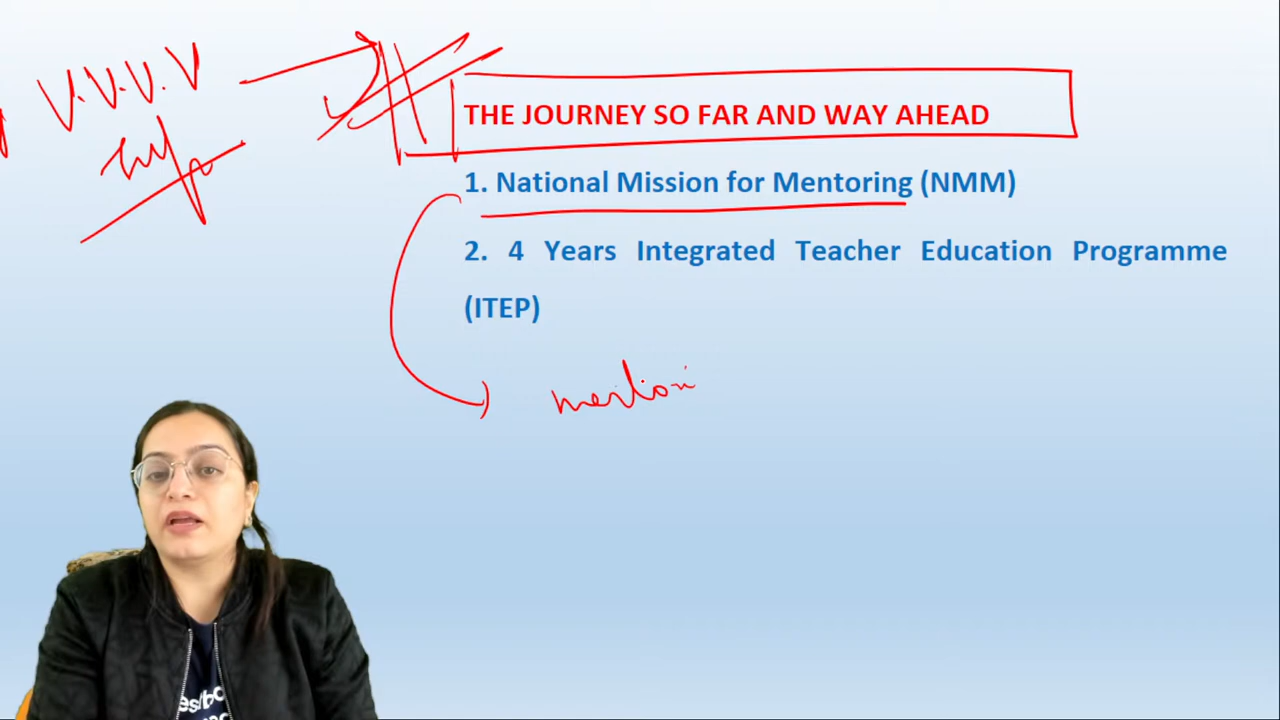 V.V.V.V
THE JOURNEY SO FAR AND WAY AHEAD
1. National Mission for Mentoring (NMM)
2. 4 Years Integrated Teacher Education Programme
(ITEP)